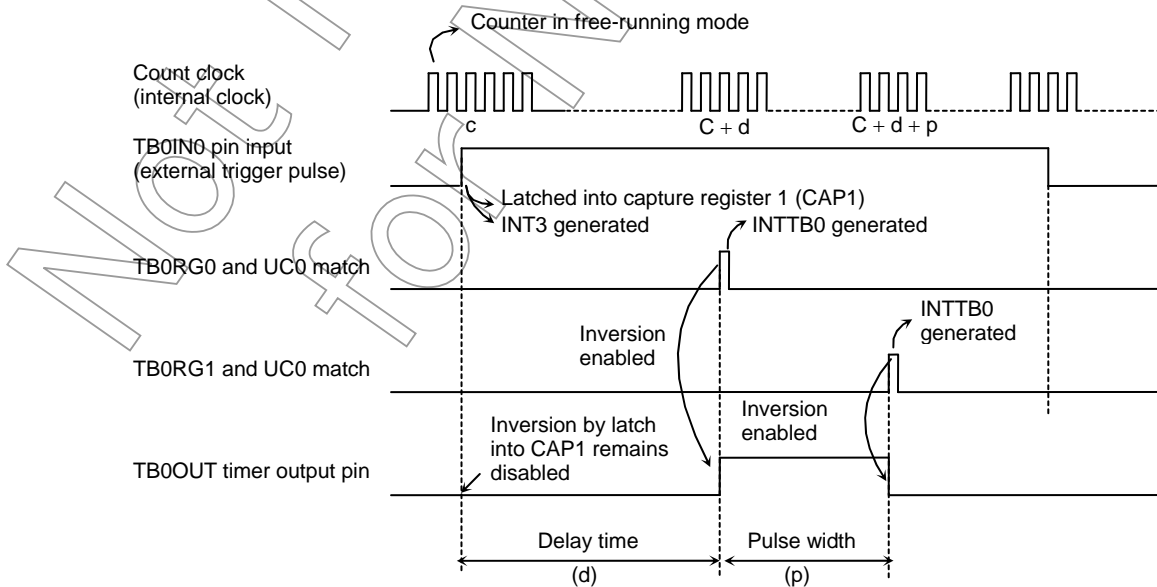 Counter in free-running mode
Count clock
(internal clock)
c
C + d
C + d + p
TB0IN0 pin input
(external trigger pulse)
Latched into capture register 1 (CAP1)
INT3 generated
INTTB0 generated
TB0RG0 and UC0 match
INTTB0
generated
Inversion
enabled
TB0RG1 and UC0 match
Inversion
enabled
Inversion by latch
into CAP1 remains
disabled
TB0OUT timer output pin
Delay time
(d)
Pulse width
(p)
Not
for N